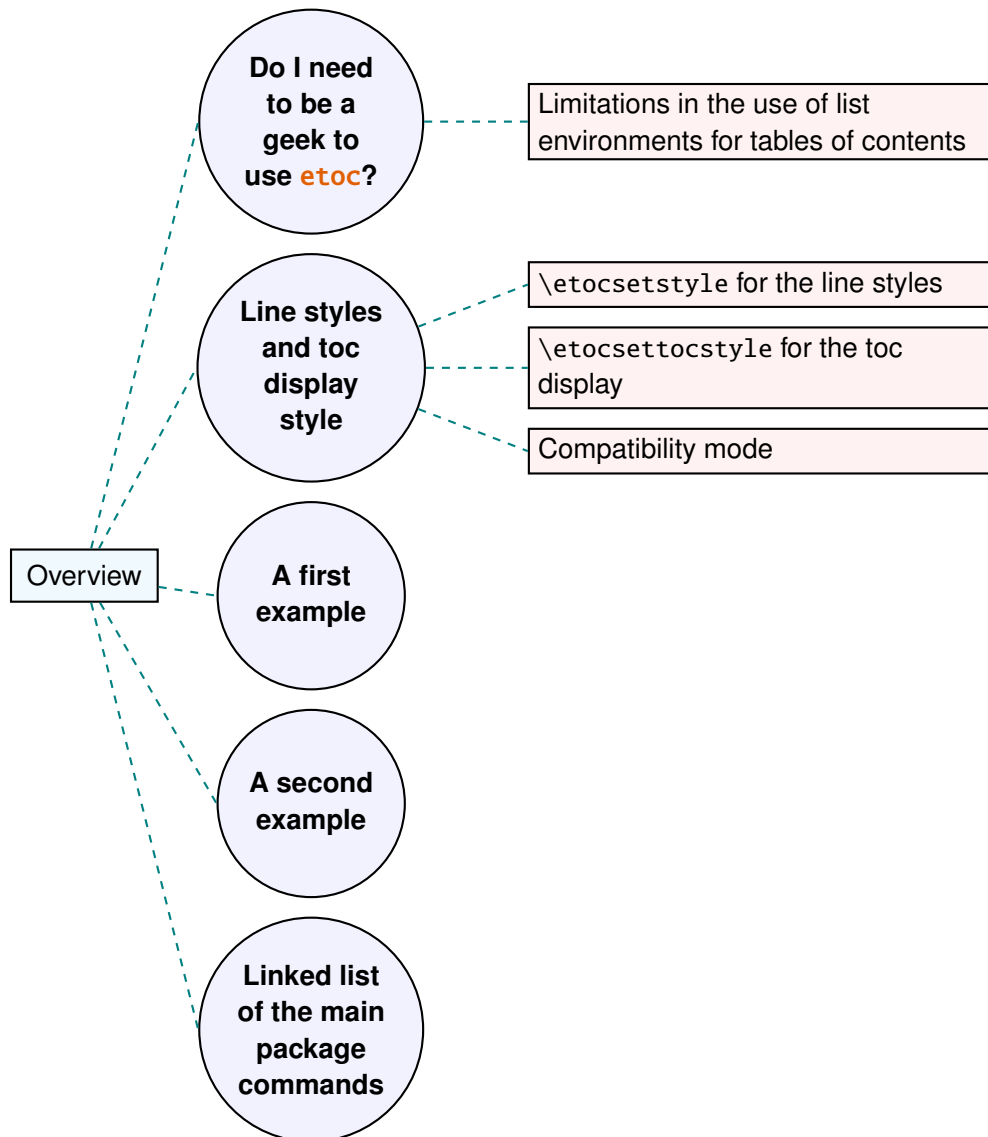 Do I need
to be a
geek to
use etoc?
Limitations in the use of list
environments for tables of contents
Line styles
and toc
display
style
\etocsetstyle for the line styles
\etocsettocstyle for the toc
display
Compatibility mode
Overview
A first
example
A second
example
Linked list
of the main
package
commands